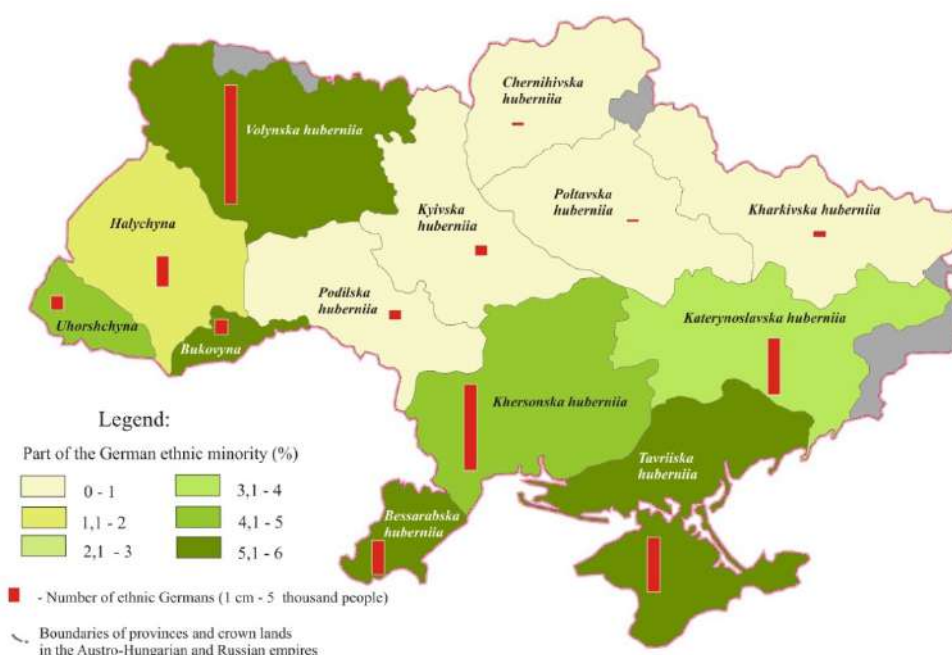 Chernihivska
huberniia
Volynska huberniia
Poltavska
huberniia
Kyivska
huberniia
Kharkivska huberniia
Halychyna
Podilska
huberniia
Uhorshchyna
Bukovyna
Katerynoslavska huberniia
Khersonska huberniia
Tavriiska
huberniia
Bessarabska
huberniia
Legend:
Part of the German ethnic minority (%)
0 - 1
3,1 - 4
1,1 - 2
4,1 - 5
2,1 - 3
5,1 - 6
- Number of ethnic Germans (1 cm - 5 thousand people)
Boundaries of provinces and crown lands
in the Austro-Hungarian and Russian empires